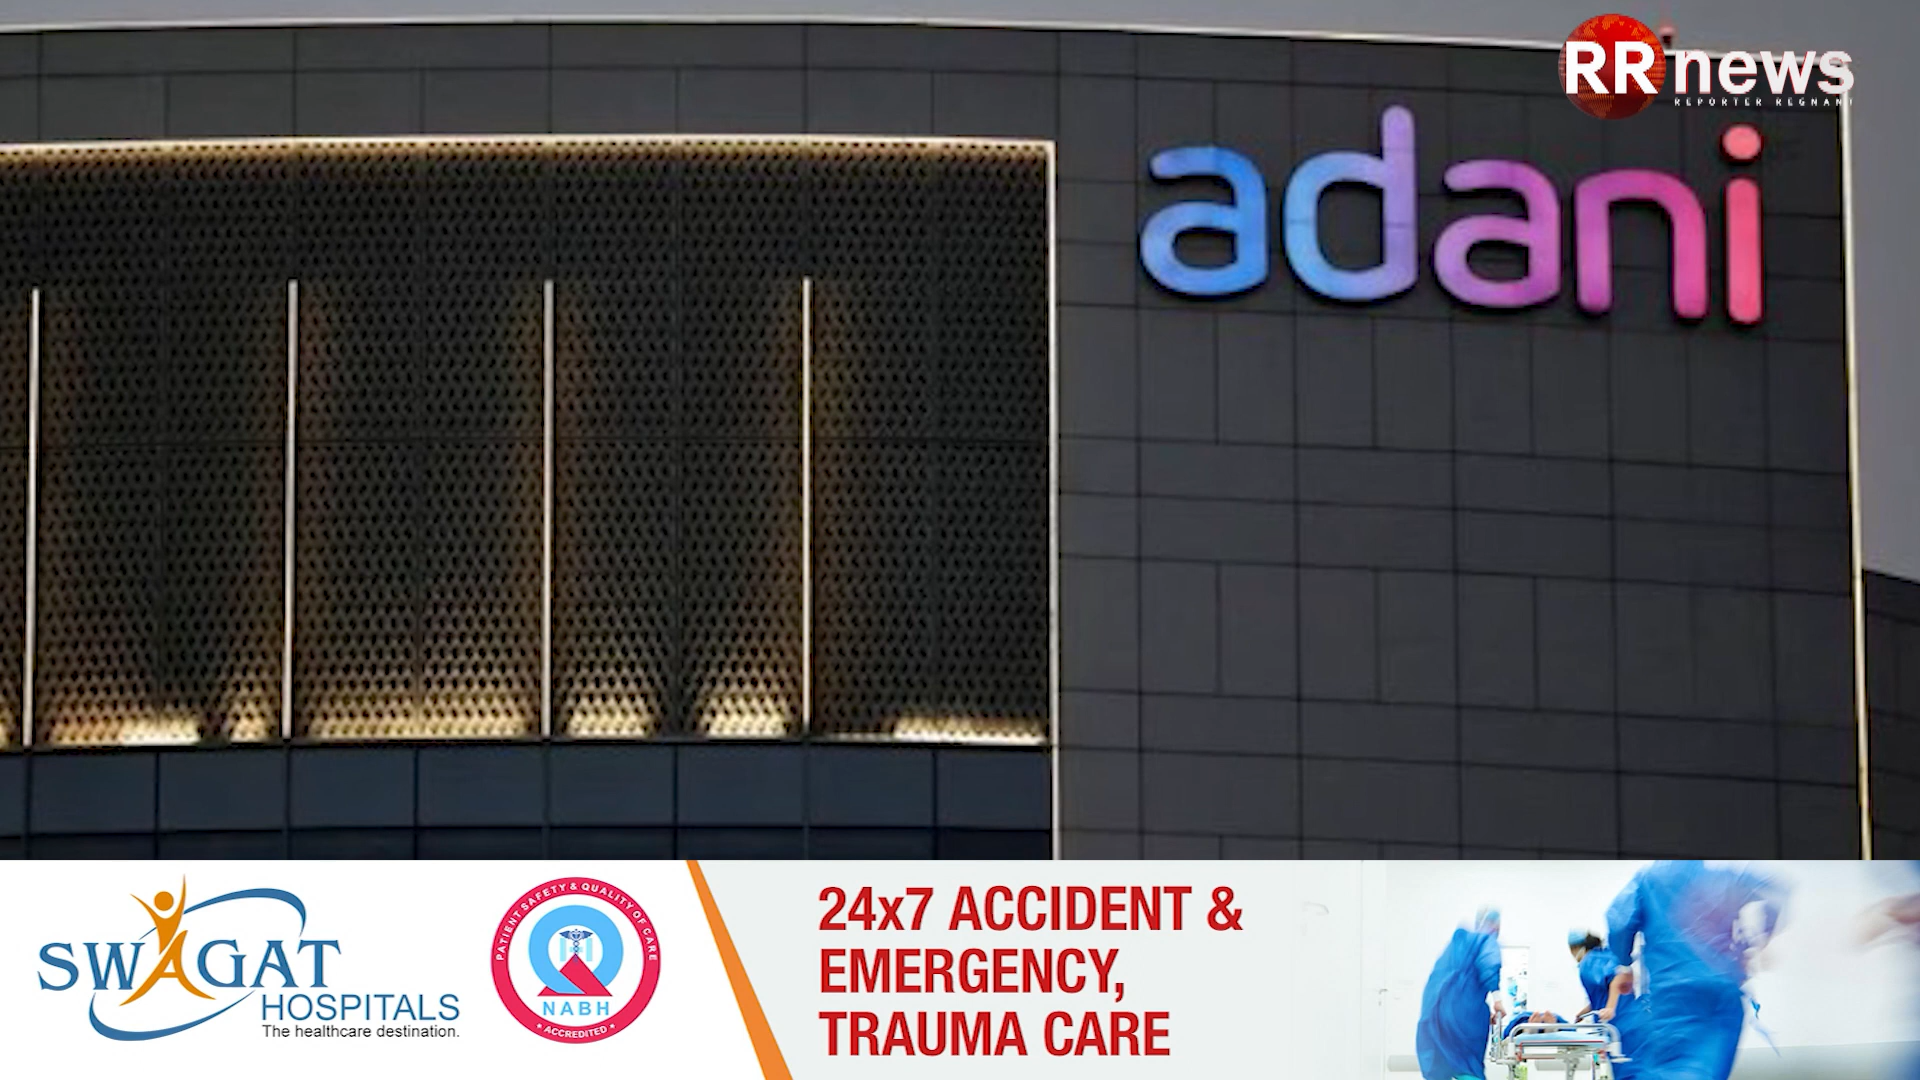 RR news
REPORTER REGNANT
adani
SWAGAT
HOSPITALS
The healthcare destination.
PATIENT SAFETY & QUALITY OF CARE
NABH
ACCREDITED
24x7 ACCIDENT &
EMERGENCY,
TRAUMA CARE